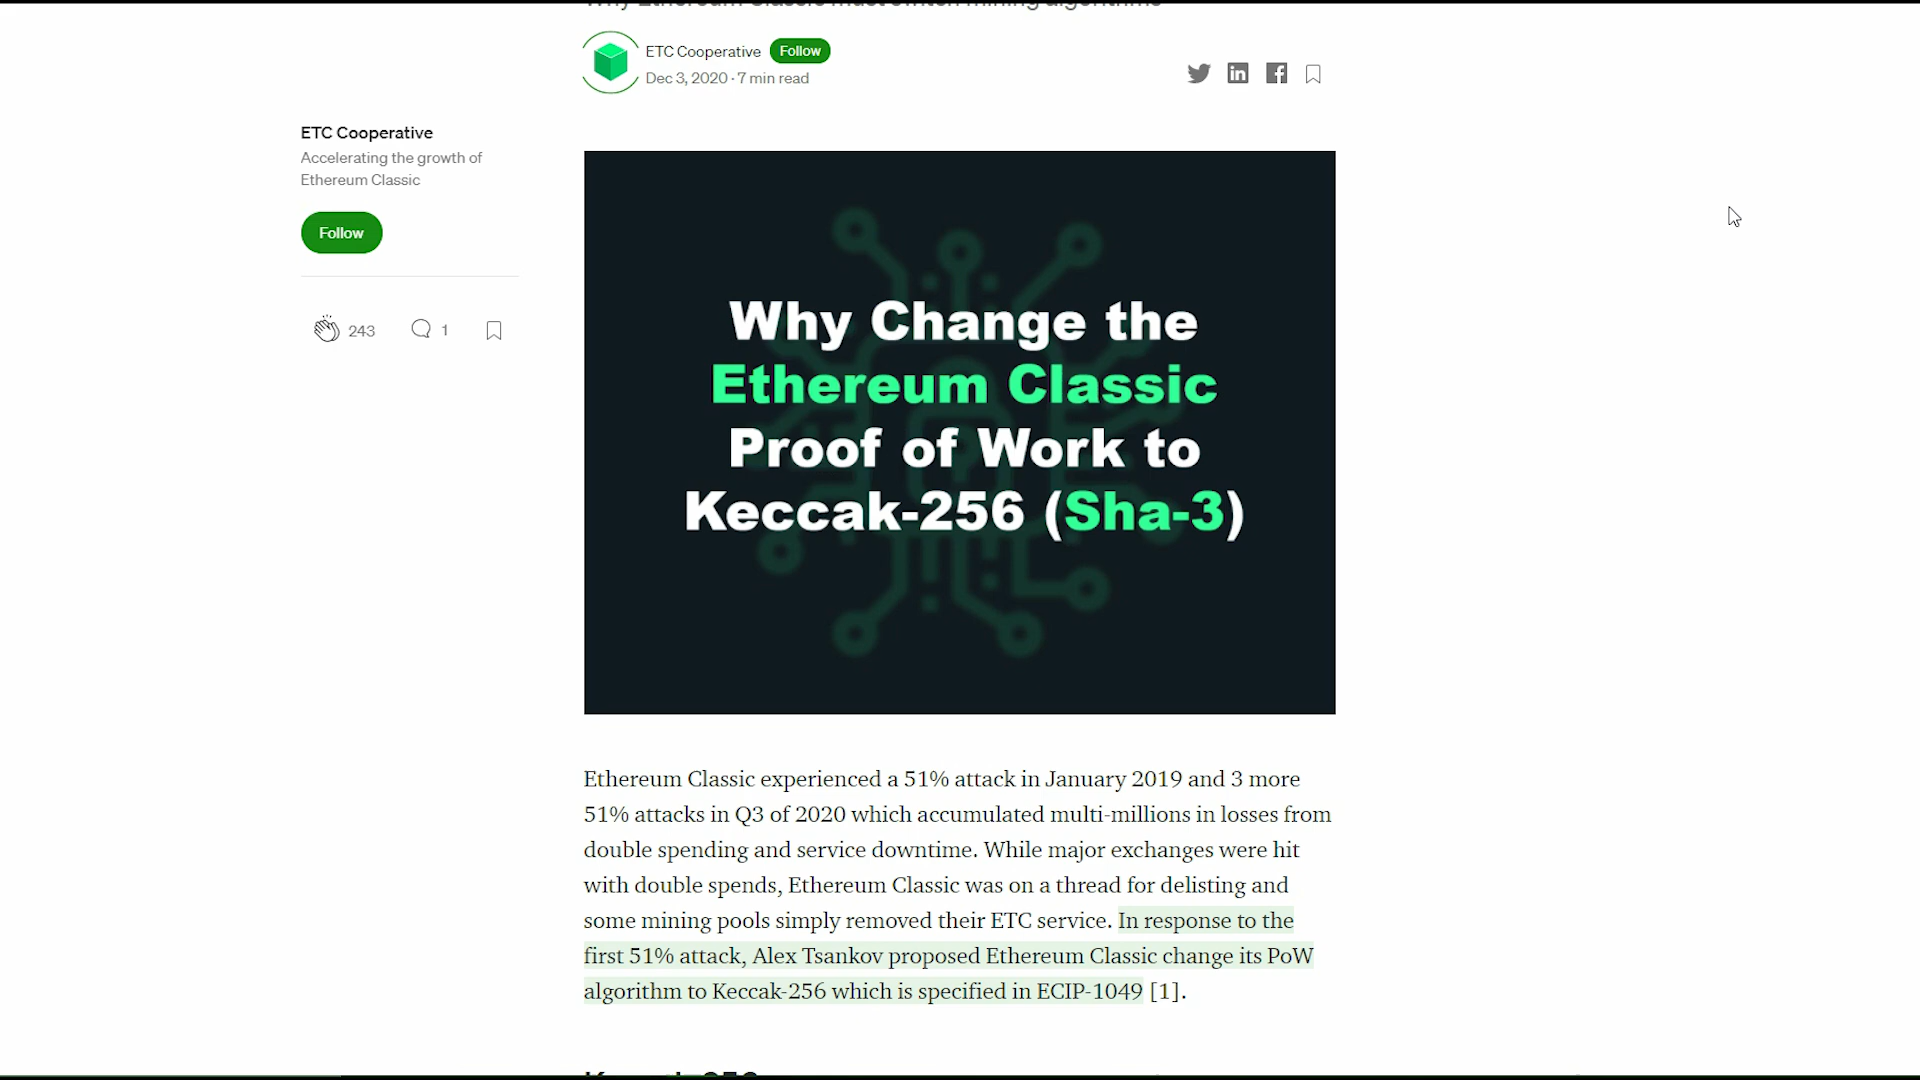 Why Ethereum Classic must switch mining algorithms
ETC Cooperative Follow
Dec 3, 2020 · 7 min read
ETC Cooperative
Accelerating the growth of
Ethereum Classic
Follow
243 1
Why Change the
Ethereum Classic
Proof of Work to
Keccak-256 (Sha-3)
Ethereum Classic experienced a 51% attack in January 2019 and 3 more
51% attacks in Q3 of 2020 which accumulated multi-millions in losses from
double spending and service downtime. While major exchanges were hit
with double spends, Ethereum Classic was on a thread for delisting and
some mining pools simply removed their ETC service. In response to the
first 51% attack, Alex Tsankov proposed Ethereum Classic change its PoW
algorithm to Keccak-256 which is specified in ECIP-1049 [1].
Keccak-256